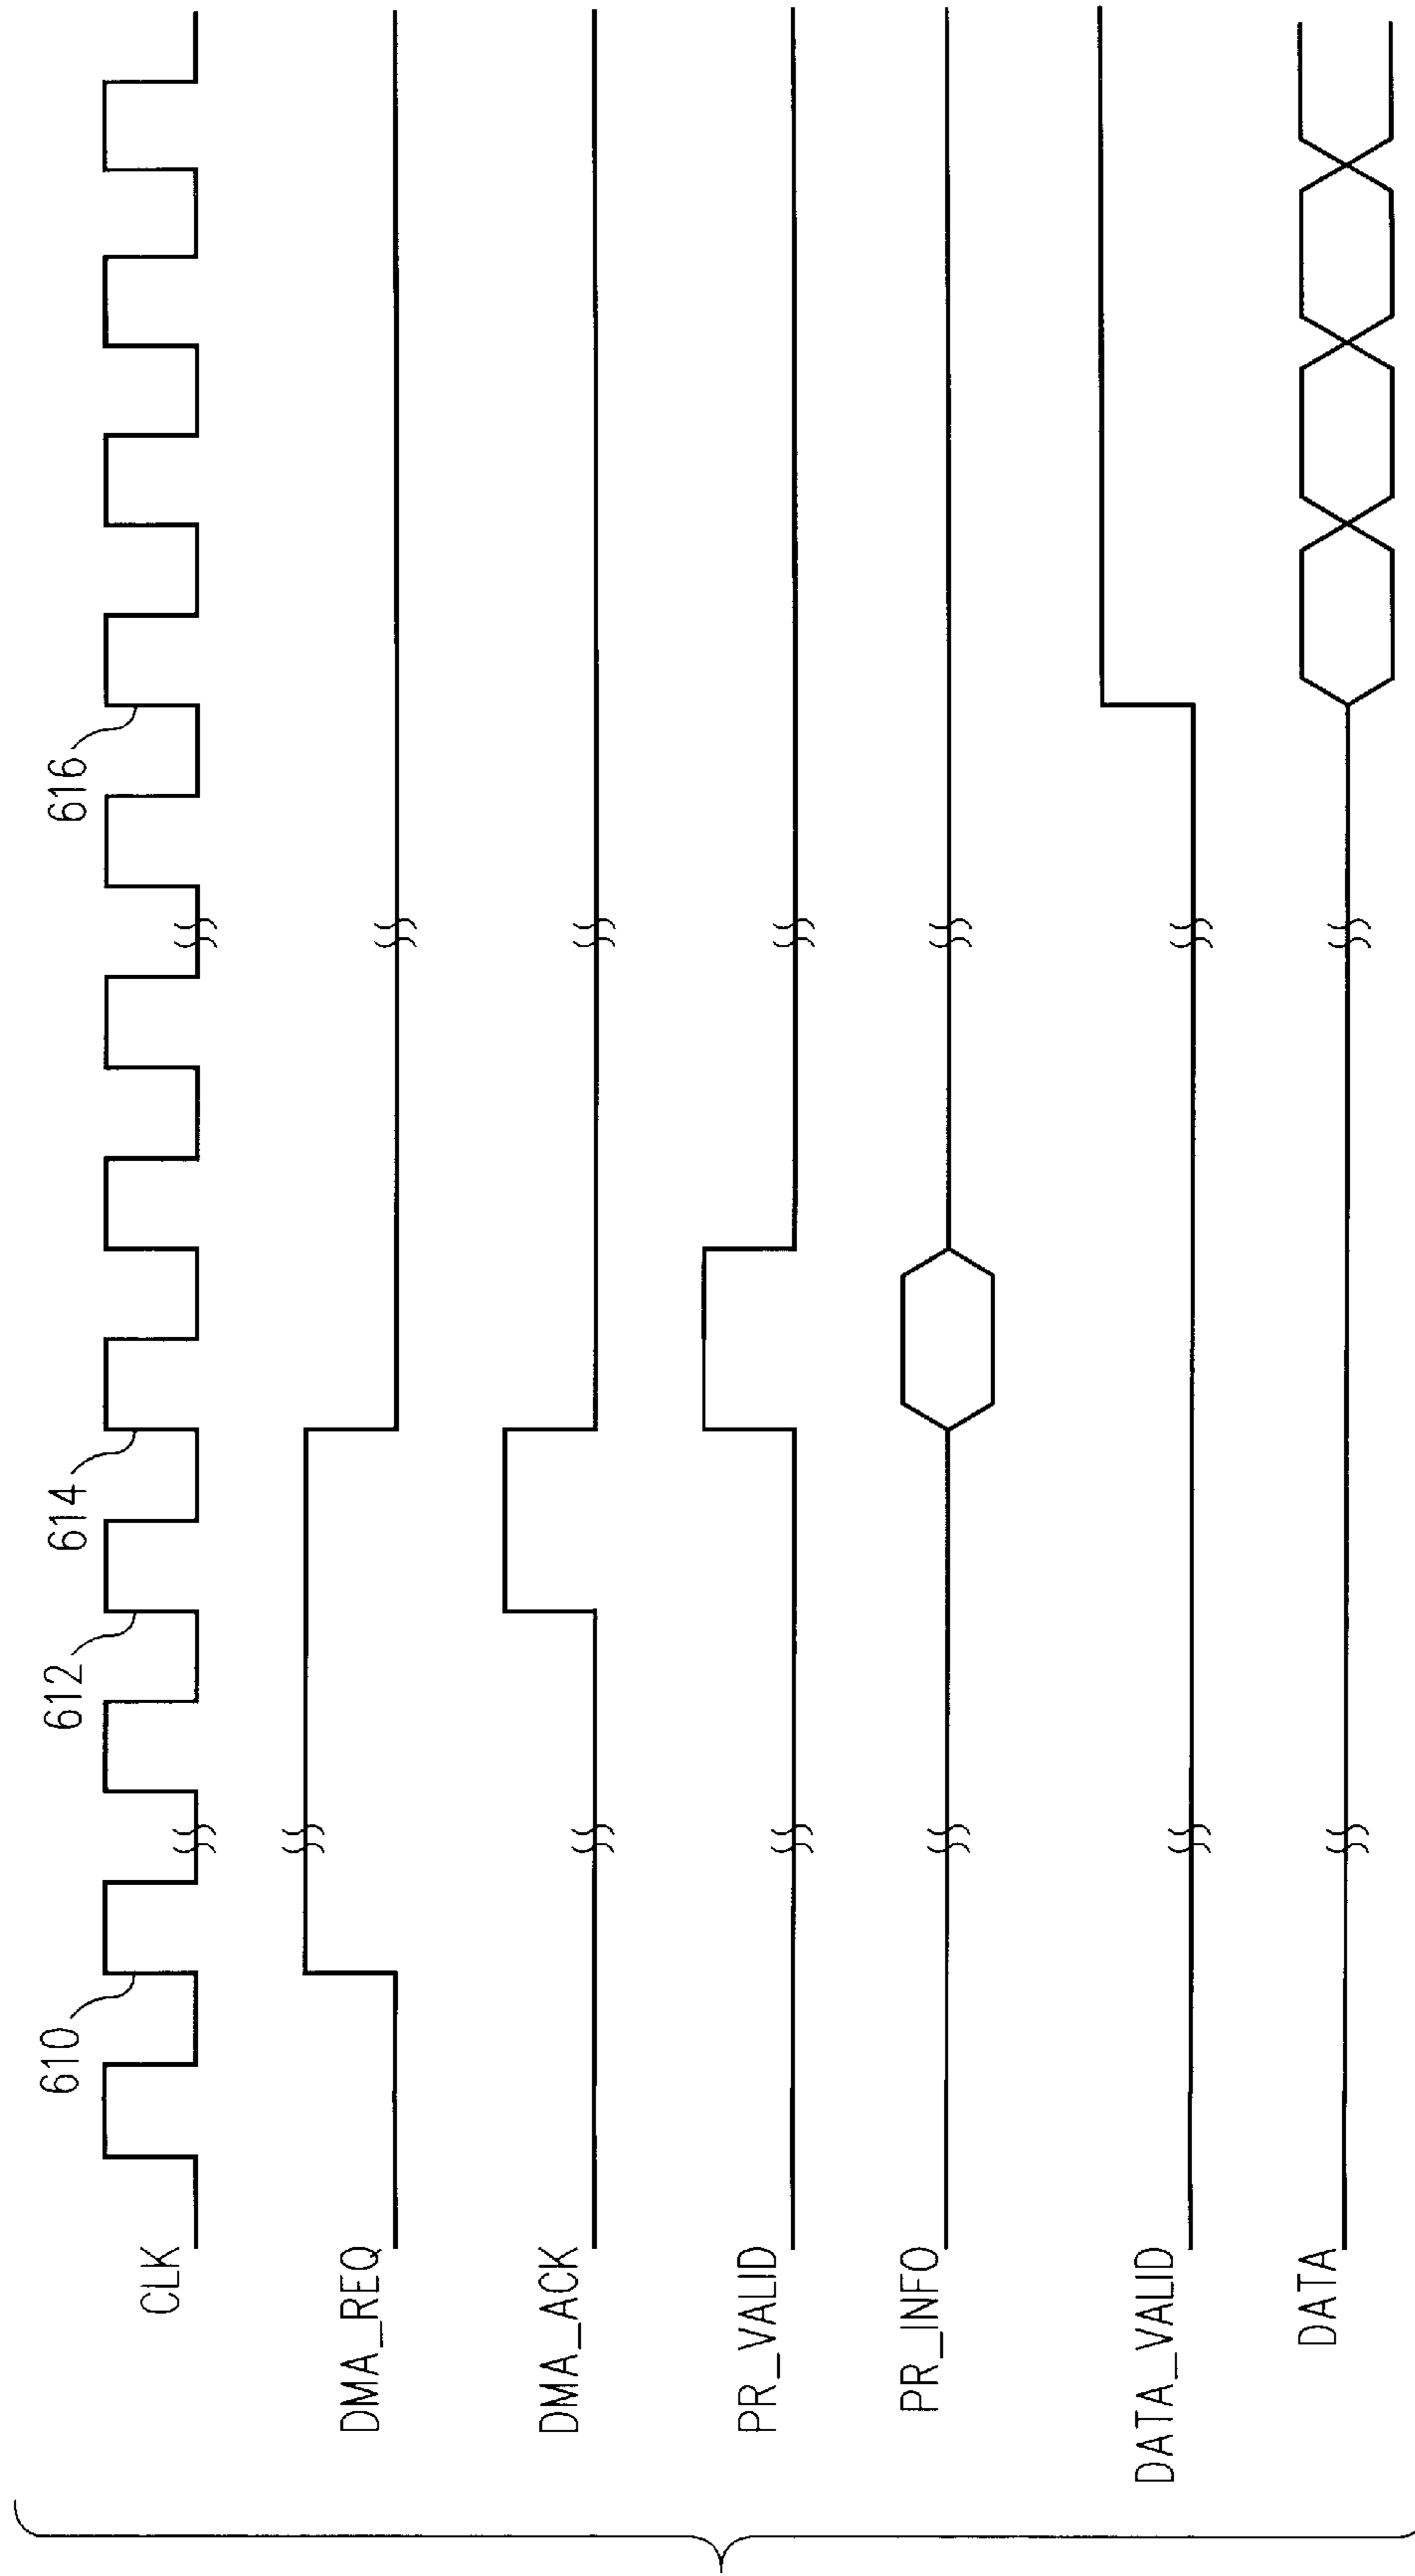 610
612
614
616
CLK
DMA_REQ
DMA_ACK
PR_VALID
PR_INFO
DATA_VALID
DATA